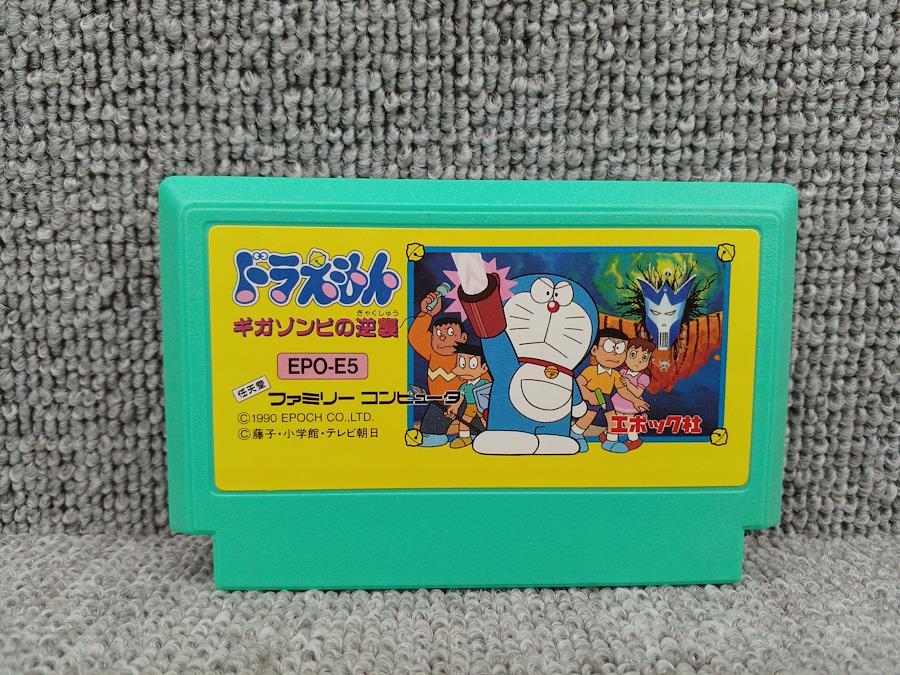 ドラえもん
ぎゃくしゅう
ギガゾンビの逆襲
EPO-E5
任天堂
ファミリー コンピュータ
©1990 EPOCH CO., LTD.
©藤子・小学館・テレビ朝日
エポック社